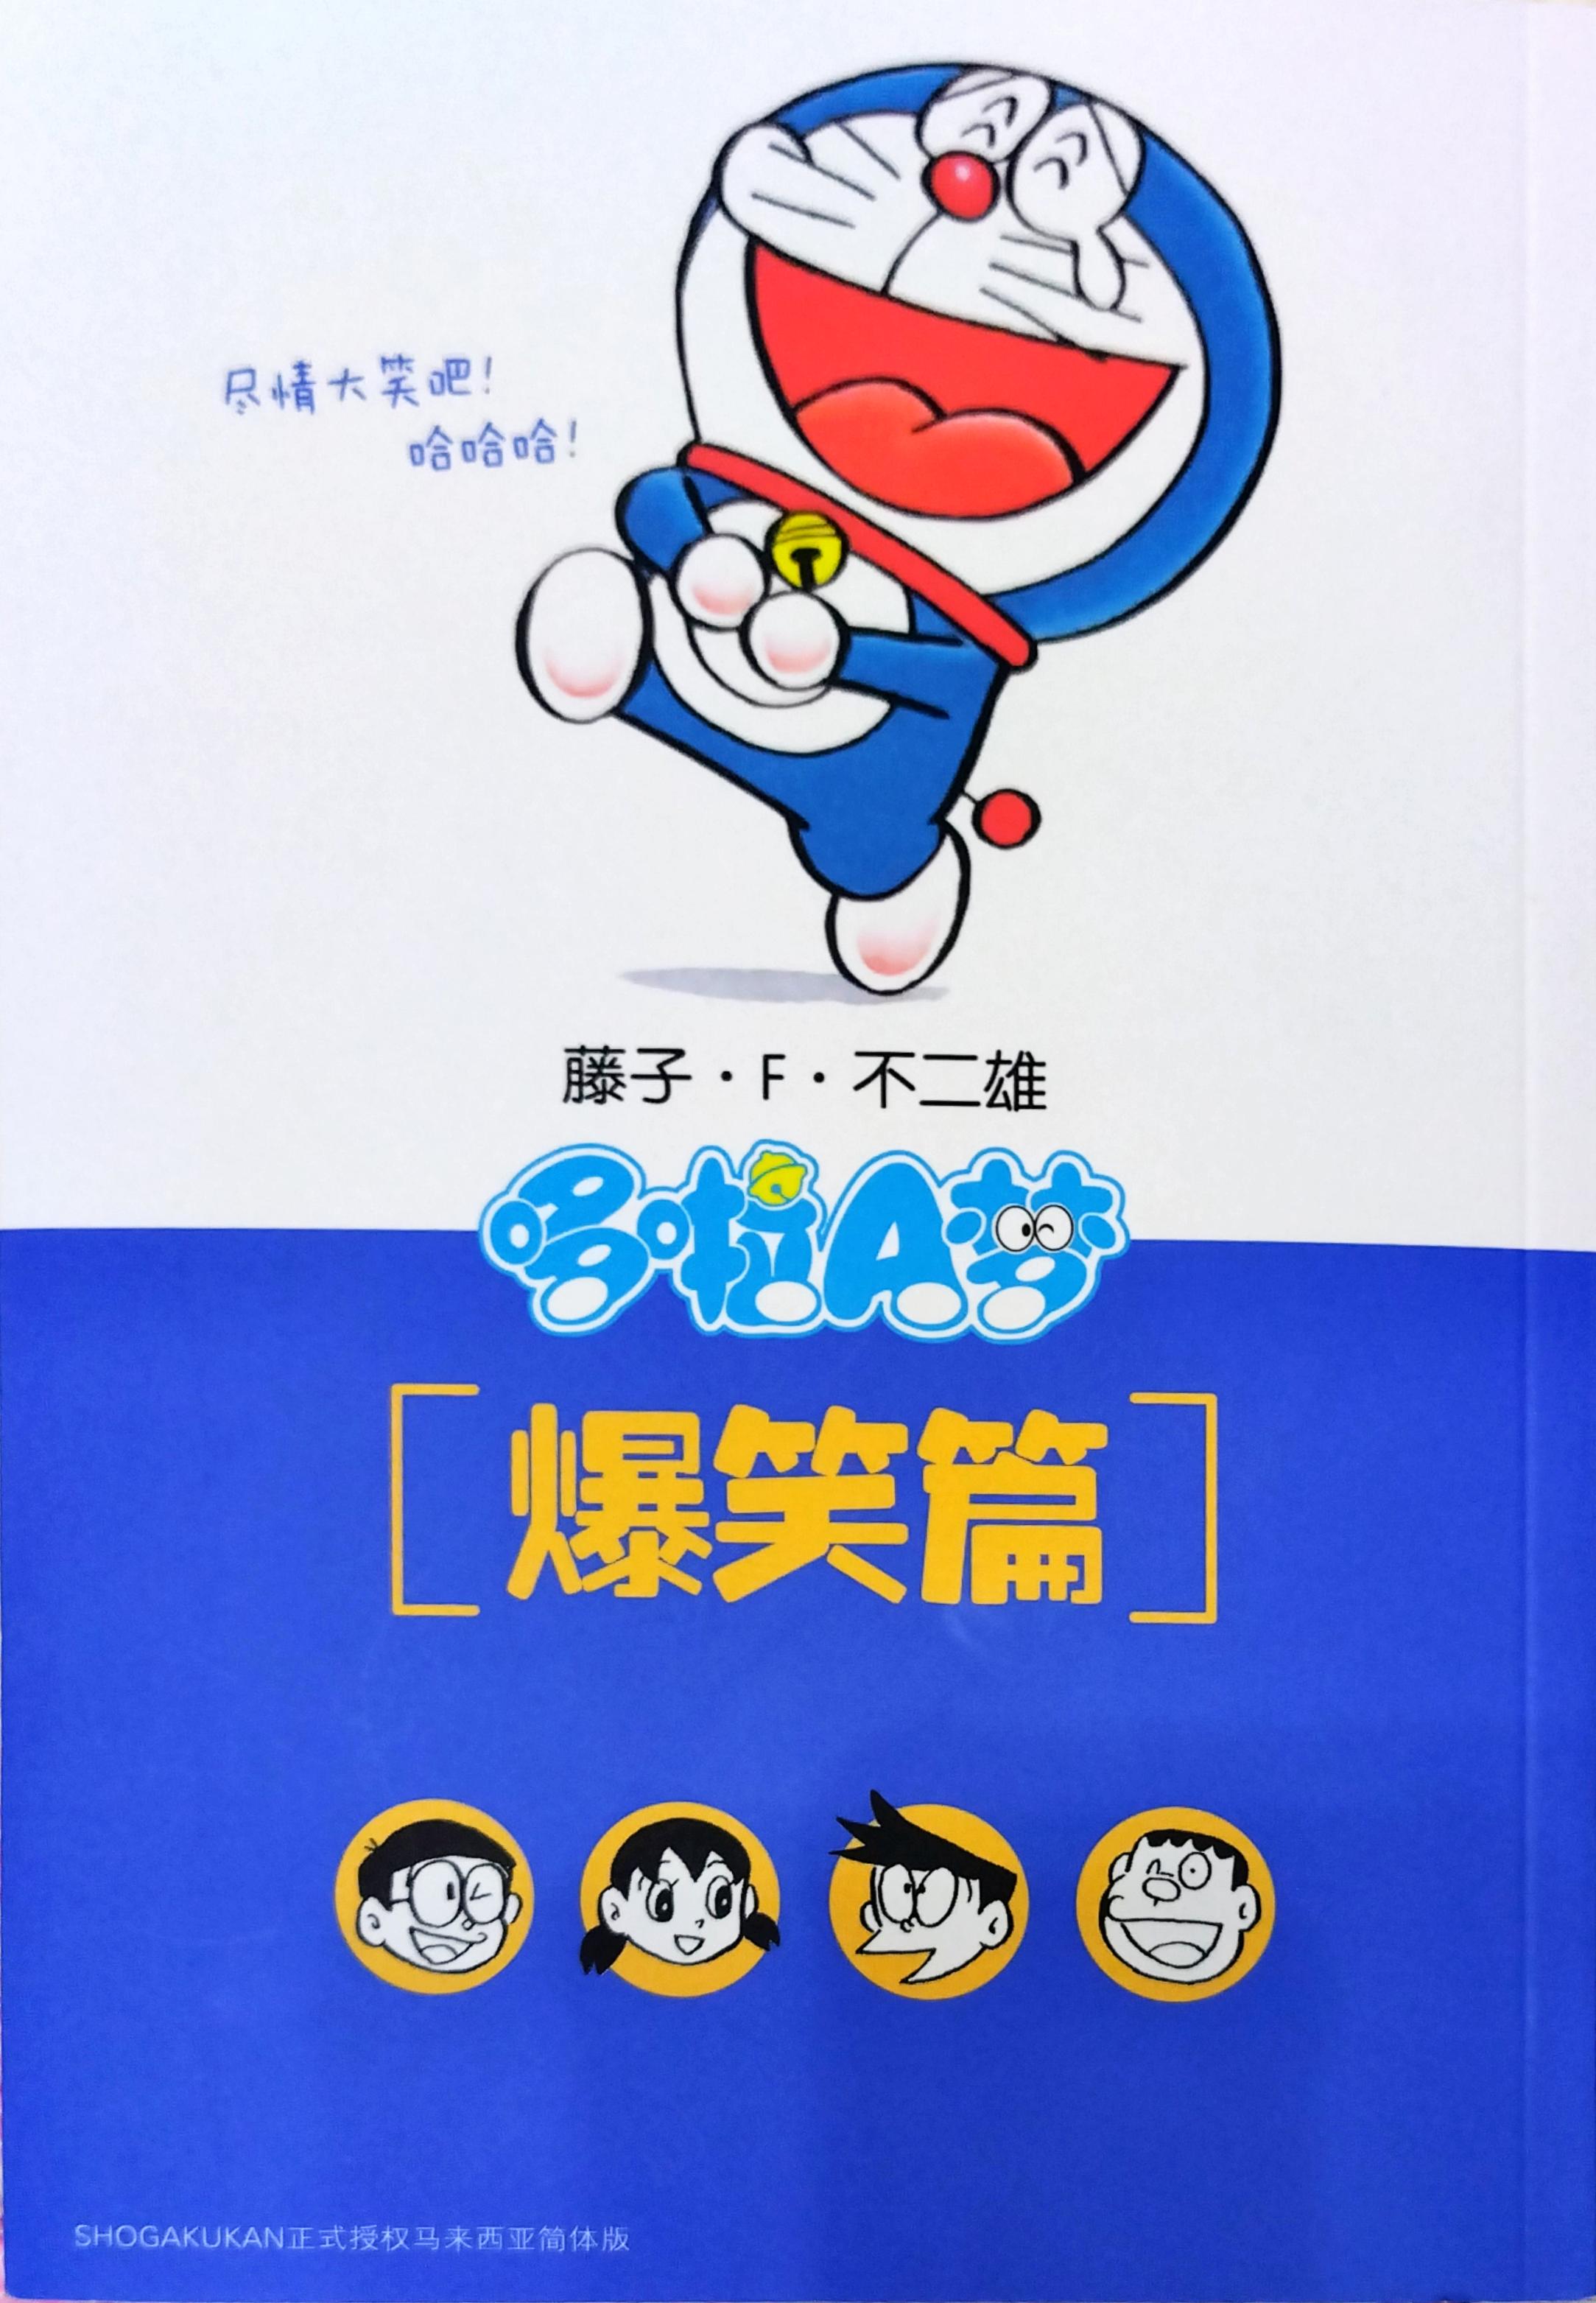 尽情大笑吧！
哈哈哈！
藤子·F·不二雄
哆啦A梦
爆笑篇
SHOGAKUKAN正式授权马来西亚简体版